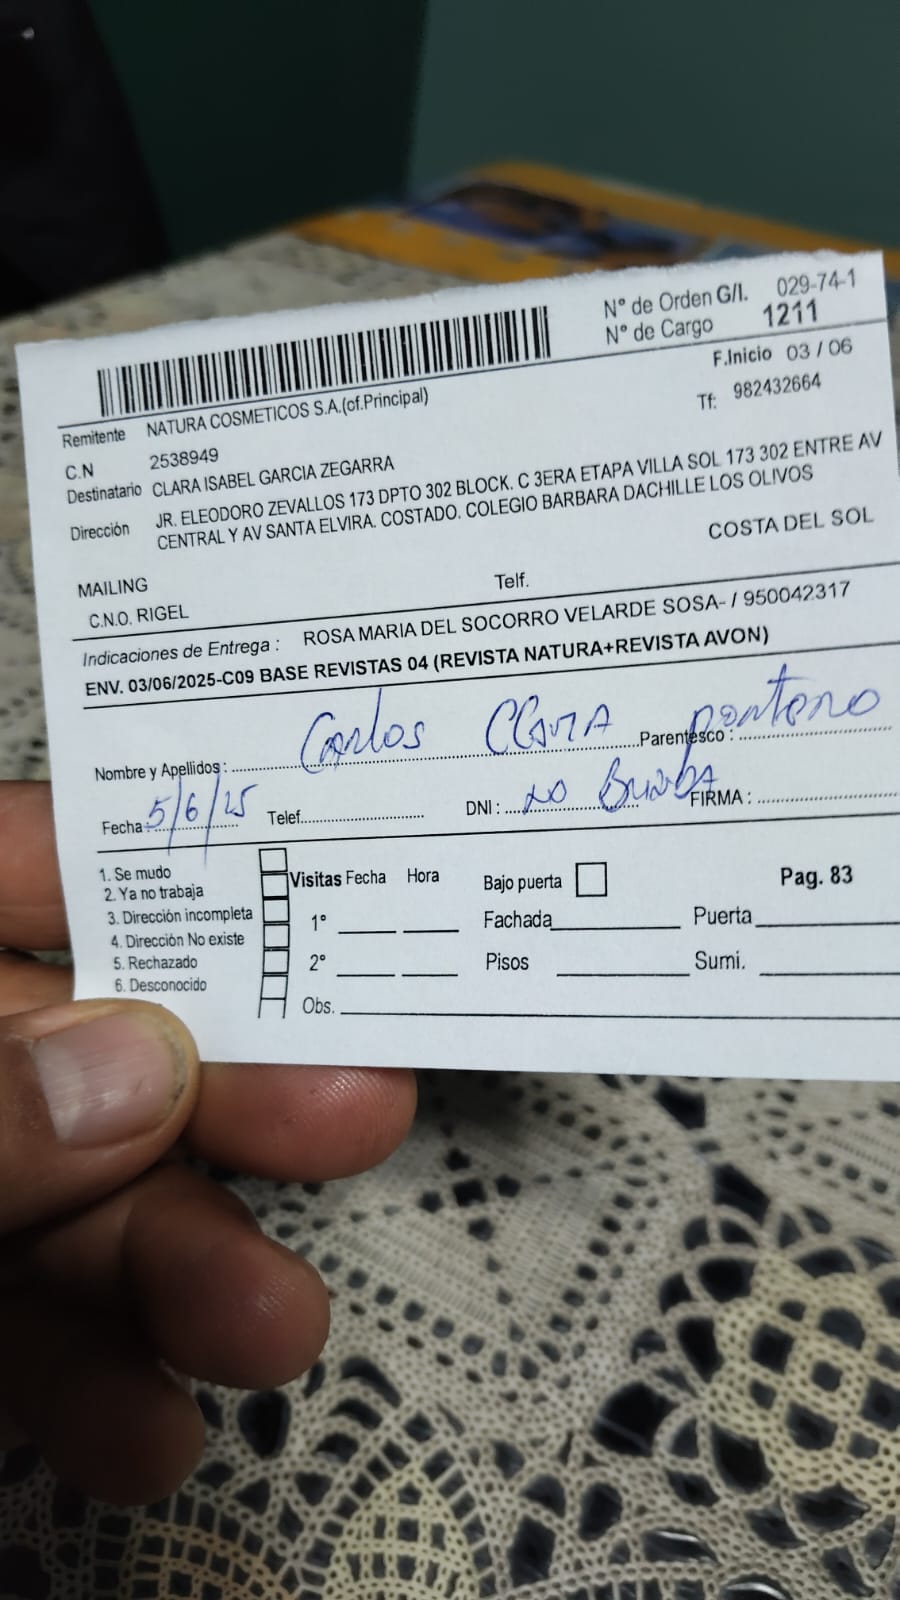 N° de Orden G/I. 029-74-1
N° de Cargo 1211
F.Inicio 03 / 06
Remitente NATURA COSMETICOS S.A.(of.Principal)
Tf: 982432664
C.N 2538949
Destinatario CLARA ISABEL GARCIA ZEGARRA
Dirección JR. ELEODORO ZEVALLOS 173 DPTO 302 BLOCK. C 3ERA ETAPA VILLA SOL 173 302 ENTRE AV
CENTRAL Y AV SANTA ELVIRA. COSTADO. COLEGIO BARBARA DACHILLE LOS OLIVOS
COSTA DEL SOL
MAILING
Telf.
C.N.O. RIGEL
Indicaciones de Entrega : ROSA MARIA DEL SOCORRO VELARDE SOSA- / 950042317
ENV. 03/06/2025-C09 BASE REVISTAS 04 (REVISTA NATURA+REVISTA AVON)
Nombre y Apellidos : Carlos Parentesco :
Fecha : 5/6/25 Telef. DNI : NO FIRMA :
1. Se mudo
2. Ya no trabaja
3. Dirección incompleta
4. Dirección No existe
5. Rechazado
6. Desconocido
Visitas Fecha Hora
1°
2°
Obs.
Bajo puerta
Pag. 83
Fachada Puerta
Pisos Sumi.